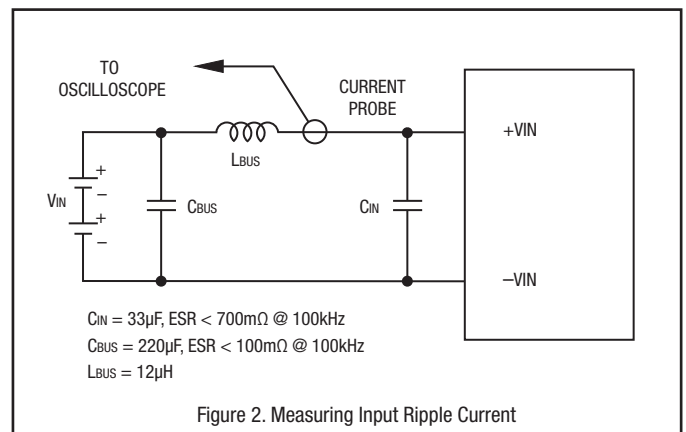 TO
OSCILLOSCOPE
CURRENT
PROBE
+VIN
LBUS
+
VIN
–
+
–
CBUS
CIN
–VIN
CIN = 33µF, ESR < 700mΩ @ 100kHz
CBUS = 220µF, ESR < 100mΩ @ 100kHz
LBUS = 12µH
Figure 2. Measuring Input Ripple Current